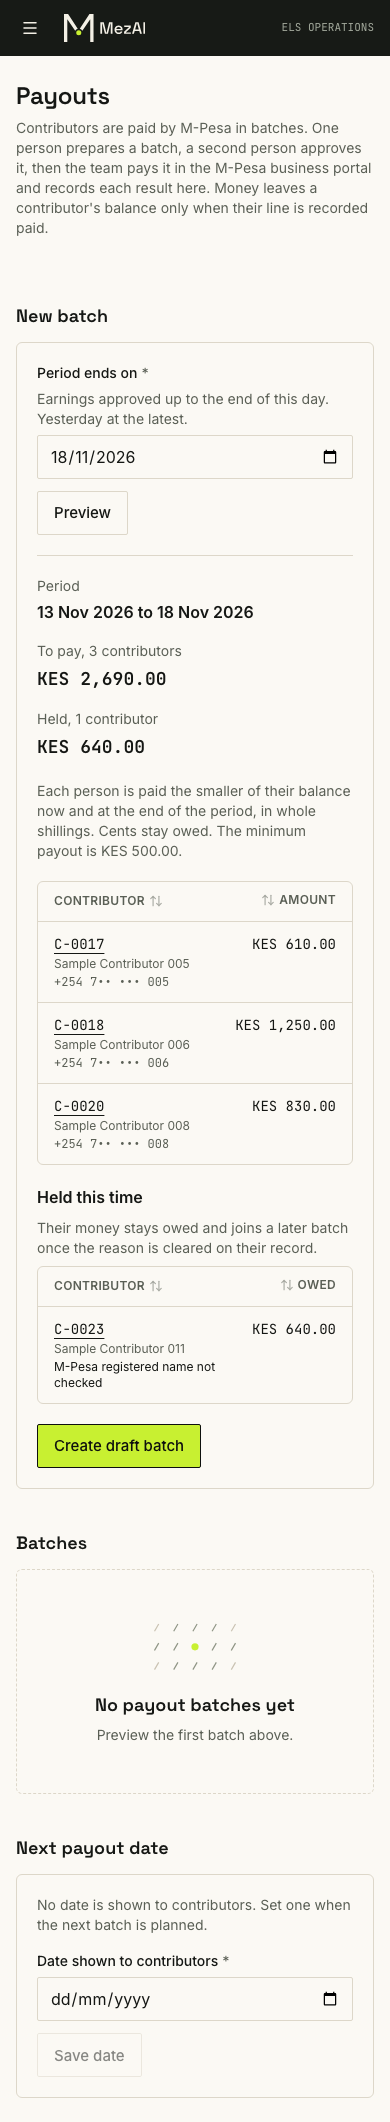 MezAI
ELS OPERATIONS
Payouts
Contributors are paid by M-Pesa in batches. One
person prepares a batch, a second person approves
it, then the team pays it in the M-Pesa business portal
and records each result here. Money leaves a
contributor's balance only when their line is recorded
paid.
New batch
Period ends on *
Earnings approved up to the end of this day.
Yesterday at the latest.
18/11/2026
Preview
Period
13 Nov 2026 to 18 Nov 2026
To pay, 3 contributors
KES 2,690.00
Held, 1 contributor
KES 640.00
Each person is paid the smaller of their balance
now and at the end of the period, in whole
shillings. Cents stay owed. The minimum
payout is KES 500.00.
CONTRIBUTOR AMOUNT
C-0017 KES 610.00
Sample Contributor 005
+254 7•• ••• 005
C-0018 KES 1,250.00
Sample Contributor 006
+254 7•• ••• 006
C-0020 KES 830.00
Sample Contributor 008
+254 7•• ••• 008
Held this time
Their money stays owed and joins a later batch
once the reason is cleared on their record.
CONTRIBUTOR OWED
C-0023 KES 640.00
Sample Contributor 011
M-Pesa registered name not
checked
Create draft batch
Batches
No payout batches yet
Preview the first batch above.
Next payout date
No date is shown to contributors. Set one when
the next batch is planned.
Date shown to contributors *
dd/mm/yyyy
Save date